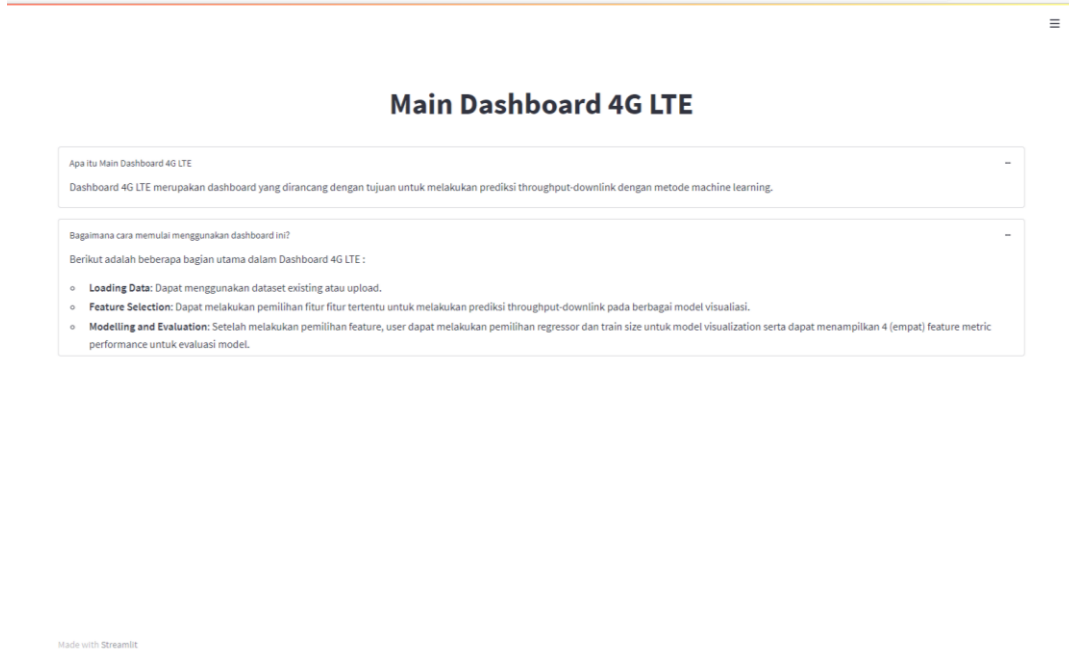 Main Dashboard 4G LTE
Apa itu Main Dashboard 4G LTE
Dashboard 4G LTE merupakan dashboard yang dirancang dengan tujuan untuk melakukan prediksi throughput-downlink dengan metode machine learning.
Bagaimana cara memulai menggunakan dashboard ini?
Berikut adalah beberapa bagian utama dalam Dashboard 4G LTE :
Loading Data: Dapat menggunakan dataset existing atau upload.
Feature Selection: Dapat melakukan pemilihan fitur fitur tertentu untuk melakukan prediksi throughput-downlink pada berbagai model visualiasi.
Modelling and Evaluation: Setelah melakukan pemilihan feature, user dapat melakukan pemilihan regressor dan train size untuk model visualization serta dapat menampilkan 4 (empat) feature metric
performance untuk evaluasi model.
Made with Streamlit